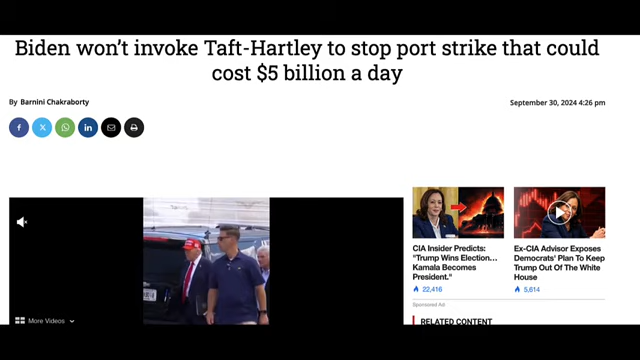 Biden won't invoke Taft-Hartley to stop port strike that could
cost $5 billion a day
By Barnini Chakraborty
September 30, 2024 4:26 pm
CIA Insider Predicts:
"Trump Wins Election…
Kamala Becomes
President."
22,416
Ex-CIA Advisor Exposes
Democrats' Plan To Keep
Trump Out Of The White
House
5,614
Sponsored Ad
More Videos
RELATED CONTENT